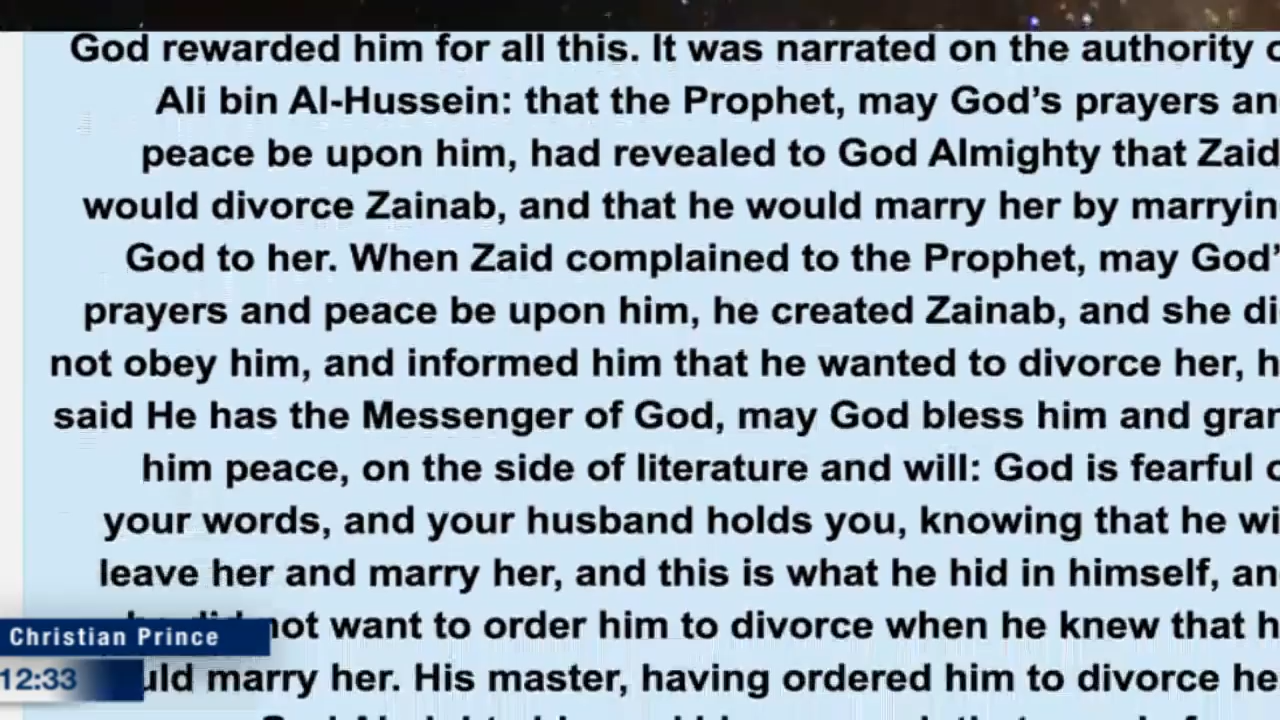 God rewarded him for all this. It was narrated on the authority
Ali bin Al-Hussein: that the Prophet, may God's prayers an
peace be upon him, had revealed to God Almighty that Zaid
would divorce Zainab, and that he would marry her by marryin
God to her. When Zaid complained to the Prophet, may God'
prayers and peace be upon him, he created Zainab, and she di
not obey him, and informed him that he wanted to divorce her, h
said He has the Messenger of God, may God bless him and gran
him peace, on the side of literature and will: God is fearful
your words, and your husband holds you, knowing that he wi
leave her and marry her, and this is what he hid in himself, an
not want to order him to divorce when he knew that h
uld marry her. His master, having ordered him to divorce he
Christian Prince
12:33